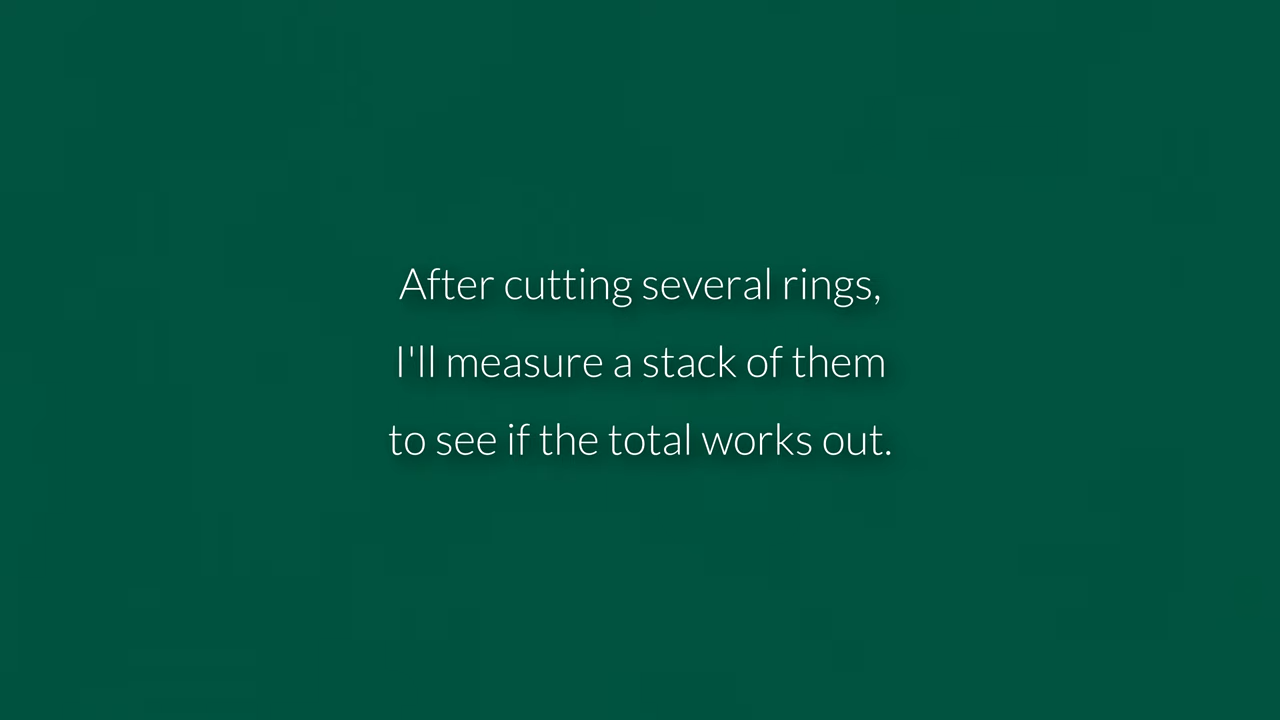 After cutting several rings,
I'll measure a stack of them
to see if the total works out.